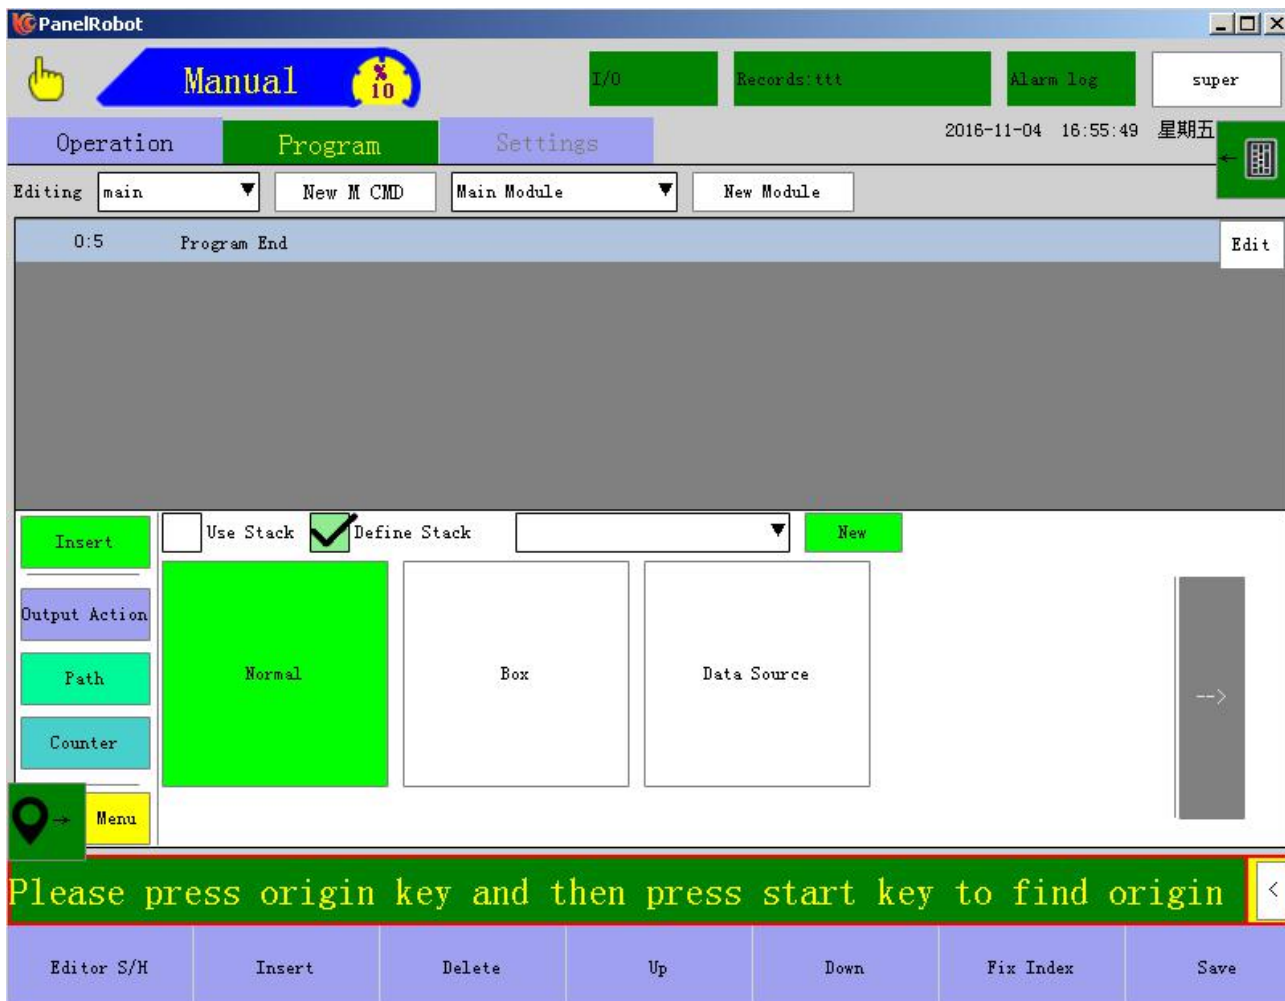 PanelRobot
Manual
%
10
I/O
Records:ttt
Alarm log
super
Operation
Program
Settings
2016-11-04 16:55:49 星期五
Editing
main
New M CMD
Main Module
New Module
0:5 Program End
Edit
Insert
Use Stack
Define Stack
New
Output Action
Normal
Box
Data Source
Path
-->
Counter
Menu
Please press origin key and then press start key to find origin
<
Editor S/H
Insert
Delete
Up
Down
Fix Index
Save